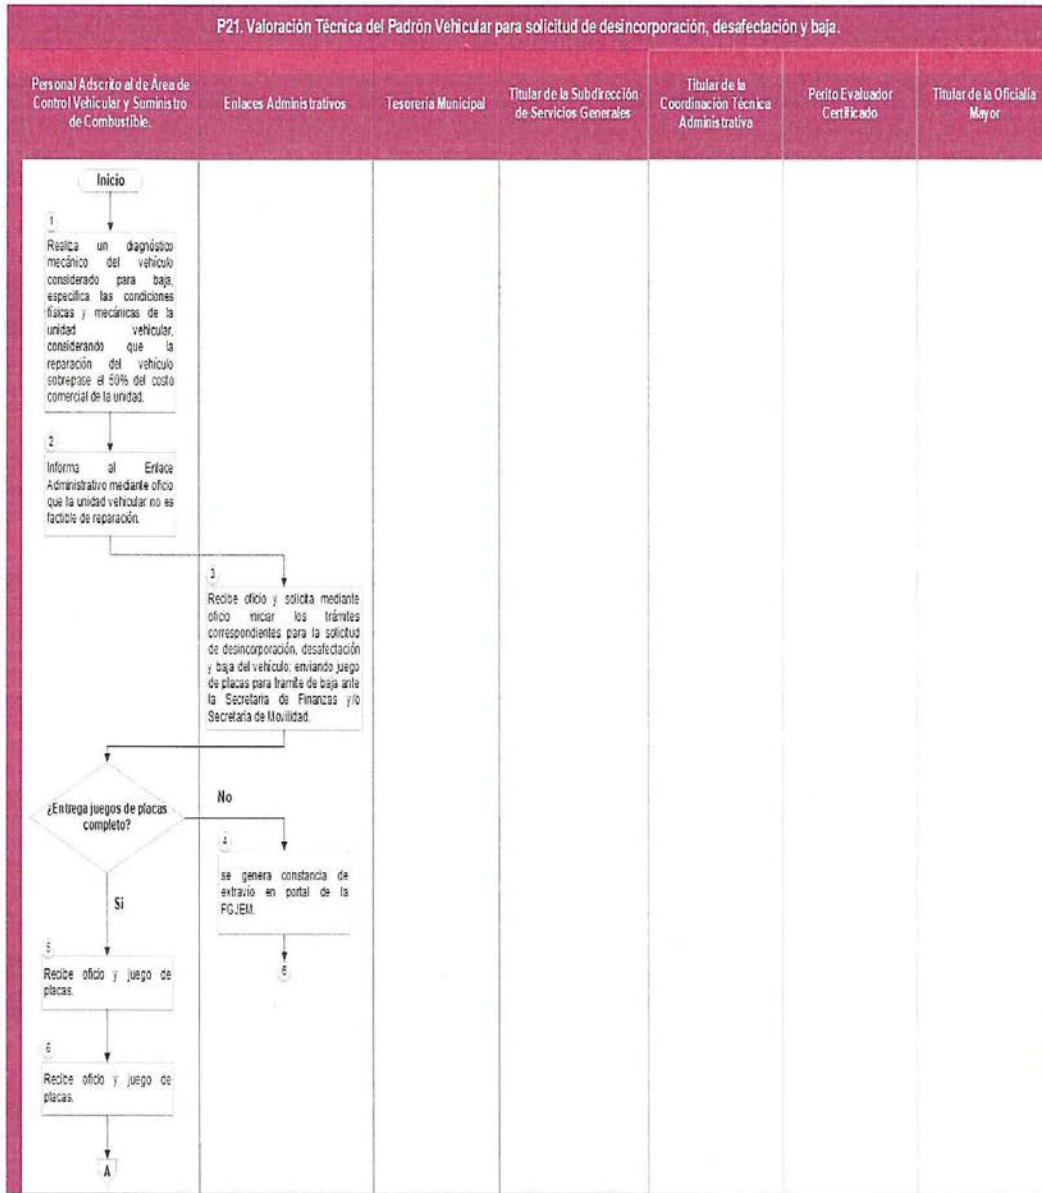 P21. Valoración Técnica del Padrón Vehicular para solicitud de desincorporación, desafectación y baja.
Personal Adscrito al de Área de
Control Vehicular y Suministro
de Combustible.
Enlaces Administrativos
Tesorería Municipal
Titular de la Subdirección
de Servicios Generales
Titular de la
Coordinación Técnica
Administrativa
Perito Evaluador
Certificado
Titular de la Oficialía
Mayor
Inicio
1
Realiza un diagnóstico
mecánico del vehículo
considerado para baja,
especifica las condiciones
físicas y mecánicas de la
unidad vehicular,
considerando que la
reparación del vehículo
sobrepase el 50% del costo
comercial de la unidad.
2
Informa al Enlace
Administrativo mediante oficio
que la unidad vehicular no es
factible de reparación.
3
Recibe oficio y solicita mediante
oficio iniciar los trámites
correspondientes para la solicitud
de desincorporación, desafectación
y baja del vehículo; enviando juego
de placas para tramite de baja ante
la Secretaría de Finanzas y/o
Secretaría de Movilidad.
¿Entrega juegos de placas
completo?
No
4
se genera constancia de
extravío en portal de la
FGJEM.
6
Si
5
Recibe oficio y juego de
placas.
6
Recibe oficio y juego de
placas.
A